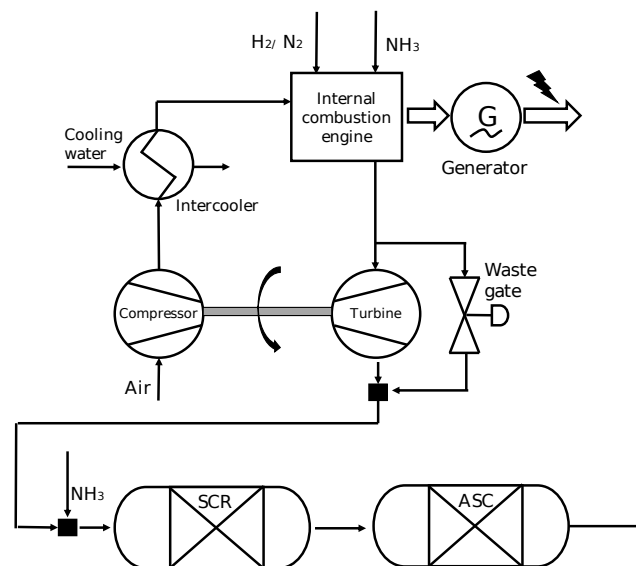 H2/ N2
NH3
Internal
combustion
engine
G
Generator
Cooling
water
Intercooler
Waste
gate
Compressor
Turbine
Air
NH3
SCR
ASC